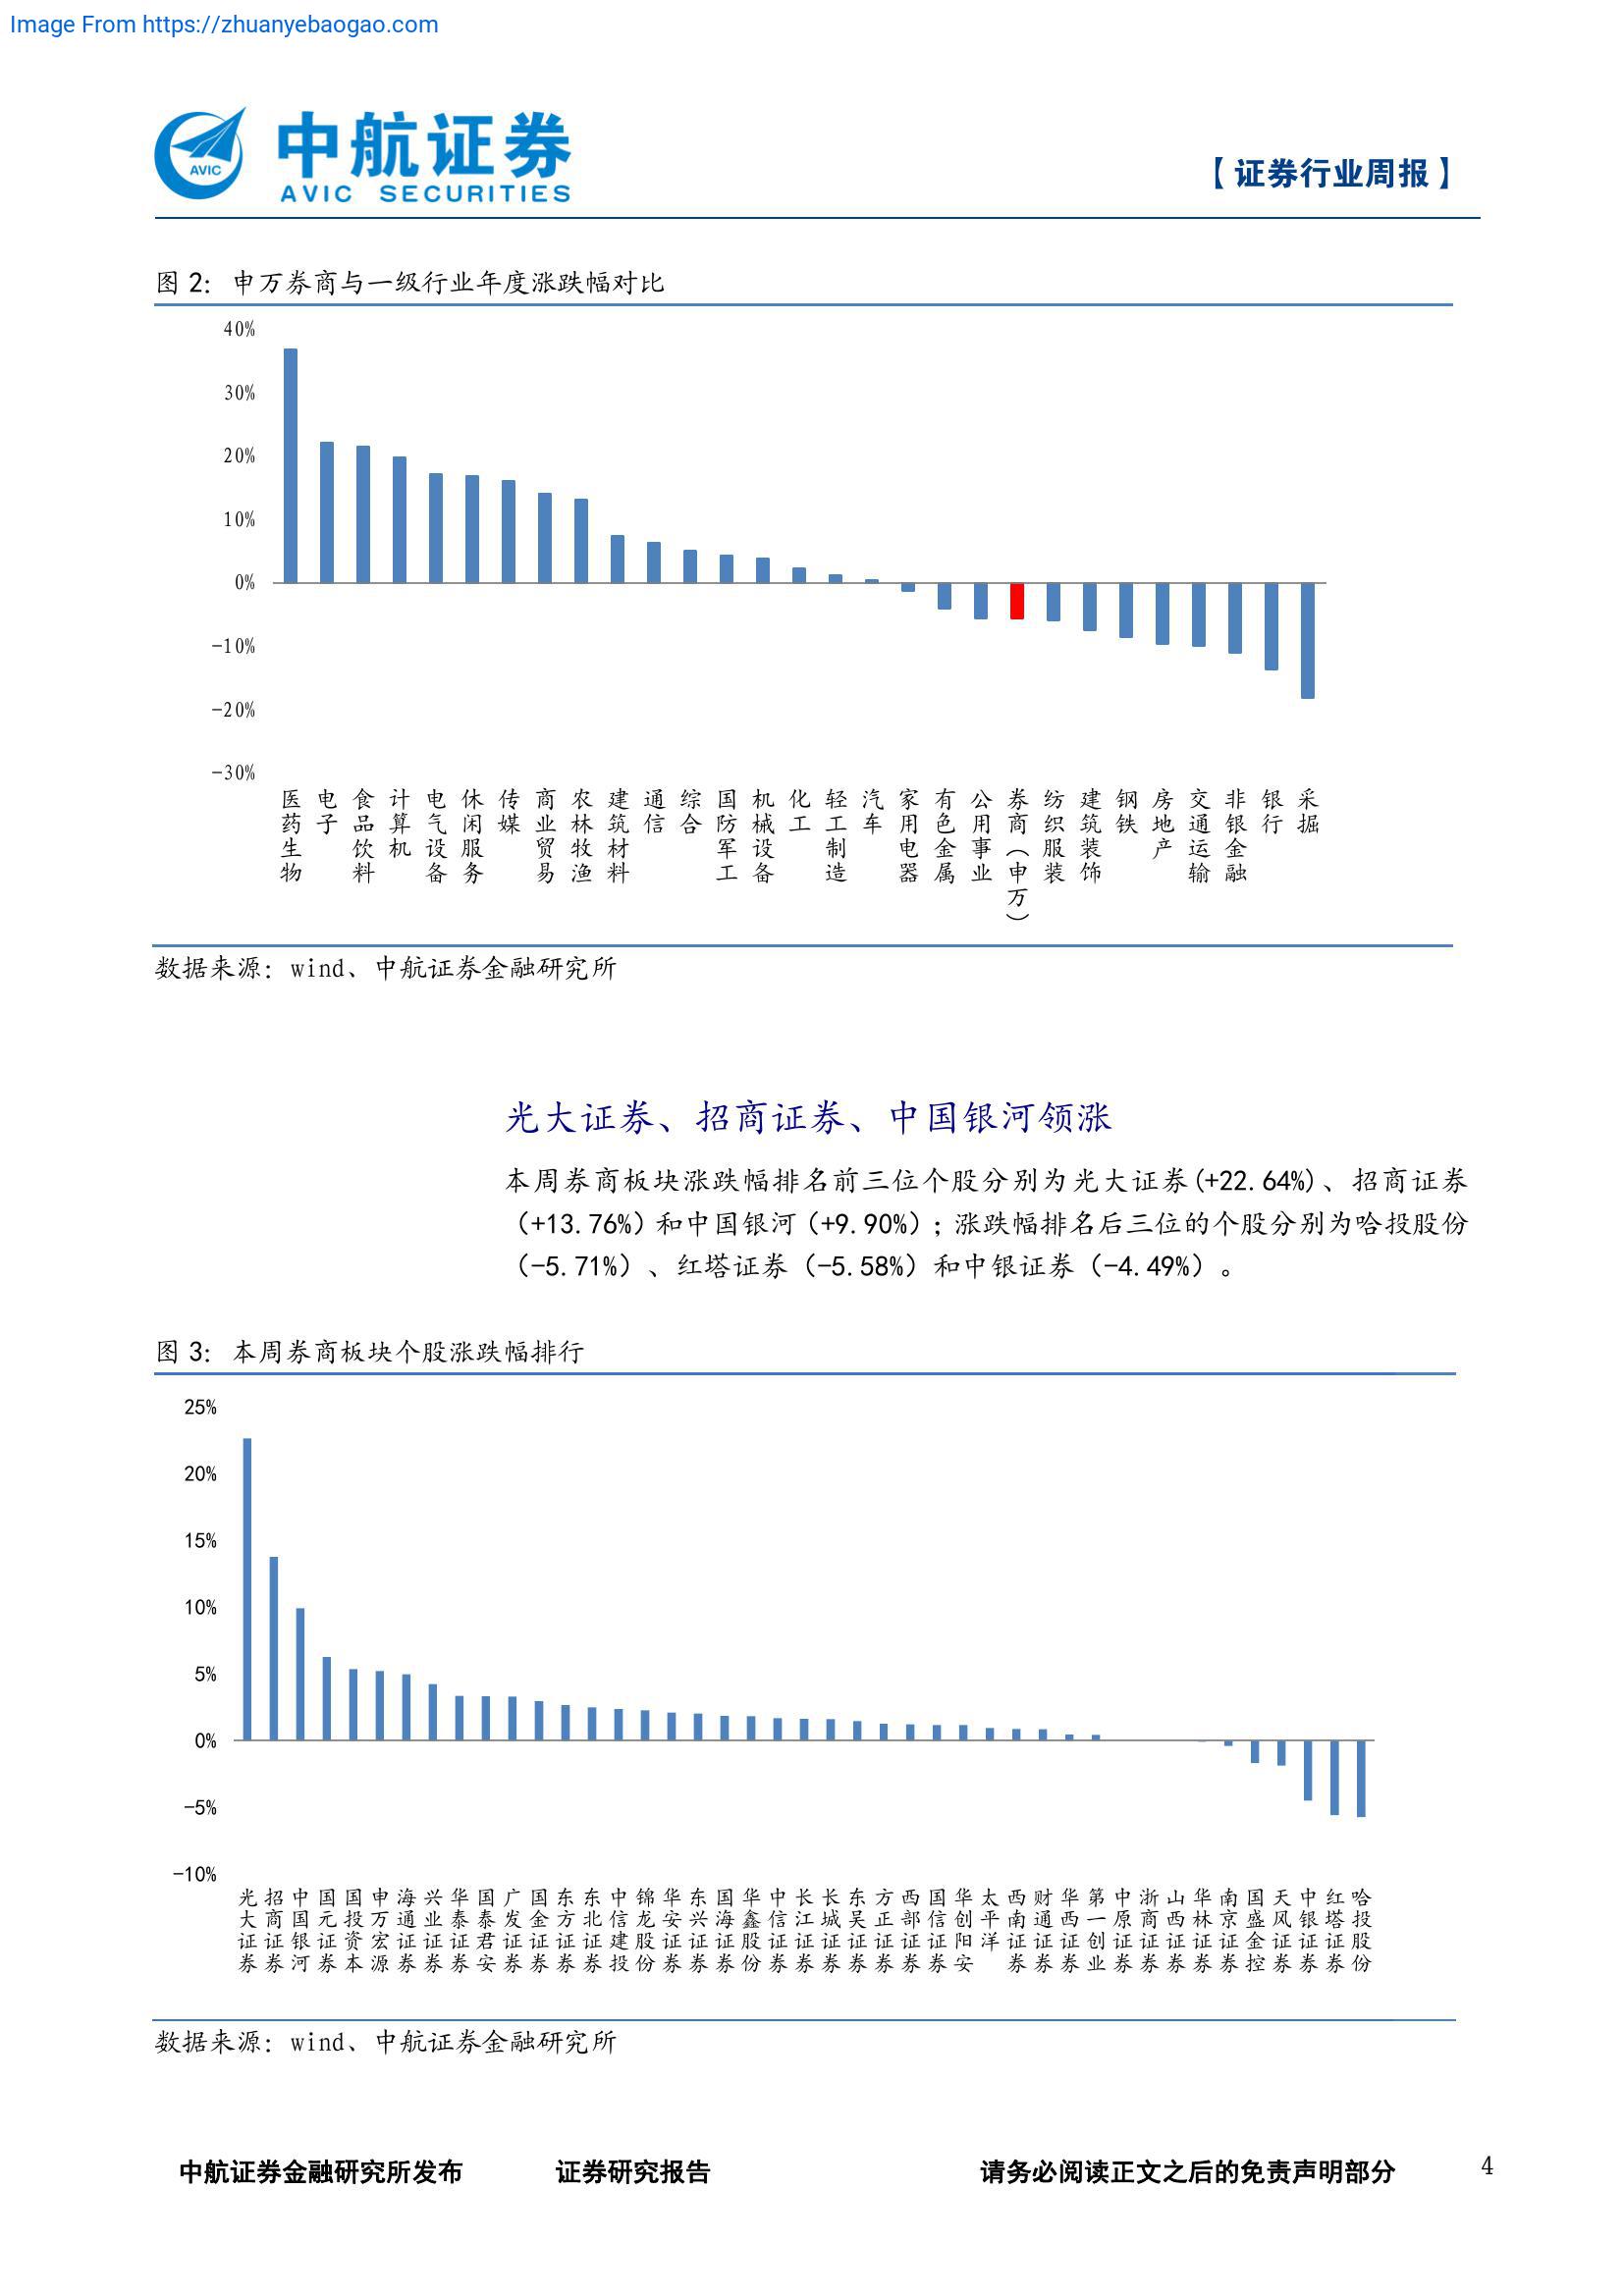 Image From https://zhuanyebaogao.com
AVIC
中航证券
AVIC SECURITIES
【证券行业周报】
图 2：申万券商与一级行业年度涨跌幅对比
40%
30%
20%
10%
0%
-10%
-20%
-30%
医药生物
电子
食品饮料
计算机
电气设备
休闲服务
传媒
商业贸易
农林牧渔
建筑材料
通信
综合
国防军工
机械设备
化工
轻工制造
汽车
家用电器
有色金属
公用事业
券商（申万）
纺织服装
建筑装饰
钢铁
房地产
交通运输
非银金融
银行
采掘
数据来源：wind、中航证券金融研究所
光大证券、招商证券、中国银河领涨
本周券商板块涨跌幅排名前三位个股分别为光大证券(+22.64%)、招商证券
（+13.76%）和中国银河（+9.90%）；涨跌幅排名后三位的个股分别为哈投股份
（-5.71%）、红塔证券（-5.58%）和中银证券（-4.49%）。
图 3：本周券商板块个股涨跌幅排行
25%
20%
15%
10%
5%
0%
-5%
-10%
光大证券
招商证券
中国银河
国元证券
国投资本
申万宏源
海通证券
兴业证券
华泰证券
国泰君安
广发证券
国金证券
东方证券
东北证券
中信建投
锦龙股份
华安证券
东兴证券
国海证券
华鑫股份
中信证券
长江证券
长城证券
东吴证券
方正证券
西部证券
国信证券
华创阳安
太平洋
西南证券
财通证券
华西证券
第一创业
中原证券
浙商证券
山西证券
华林证券
南京证券
国盛金控
天风证券
中银证券
红塔证券
哈投股份
数据来源：wind、中航证券金融研究所
中航证券金融研究所发布 证券研究报告 请务必阅读正文之后的免责声明部分 4